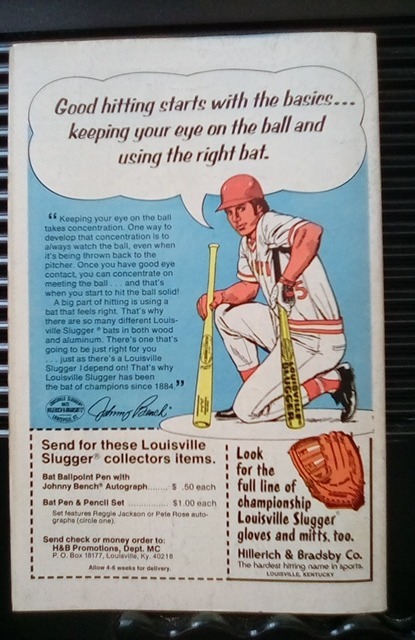 Good hitting starts with the basics...
keeping your eye on the ball and
using the right bat.
“Keeping your eye on the ball
takes concentration. One way to
develop that concentration is to
always watch the ball, even when
it's being thrown back to the
pitcher. Once you have good eye
contact, you can concentrate on
meeting the ball . . . and that's
when you start to hit the ball solid!
A big part of hitting is using a
bat that feels right. That's why
there are so many different Louis-
ville Slugger® bats in both wood
and aluminum. There's one that's
going to be just right for you
. . . just as there's a Louisville
Slugger I depend on! That's why
Louisville Slugger has been
the bat of champions since 1884.”
Johnny Bench
5
LOUISVILLE
SLUGGER
Send for these Louisville
Slugger® collectors items.
Bat Ballpoint Pen with
Johnny Bench® Autograph....... $ .50 each
Bat Pen & Pencil Set ............... $1.00 each
Set features Reggie Jackson or Pete Rose auto-
graphs (circle one).
Send check or money order to:
H&B Promotions, Dept. MC
P. O. Box 18177, Louisville, Ky. 40218
Allow 4-6 weeks for delivery.
Look
for the
full line of
championship
Louisville Slugger®
gloves and mitts, too.
Hillerich & Bradsby Co.
The hardest hitting name in sports.
LOUISVILLE, KENTUCKY